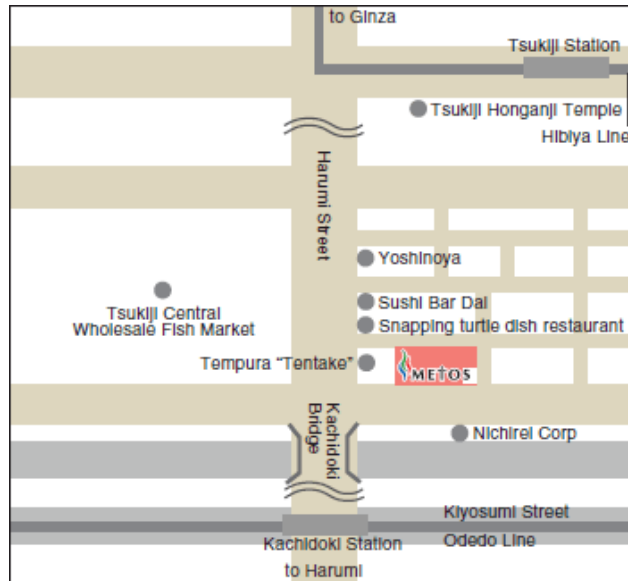 to Ginza
Tsukiji Station
Tsukiji Honganji Temple
Hibiya Line
Harumi Street
Yoshinoya
Tsukiji Central
Wholesale Fish Market
Sushi Bar Dai
Snapping turtle dish restaurant
Tempura “Tentake”
METOS
Kachidoki
Bridge
Nichirei Corp
Kiyosumi Street
Kachidoki Station
Odedo Line
to Harumi